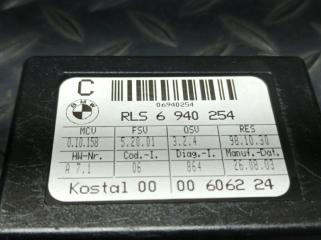 C
BMW
06940254
RLS 6 940 254
MCV FSV OSV RES
0.10.158 5.20.01 3.2.4 98.10.30
HW-Nr. Cod.-I. Diag.-I. Manuf.-Dat.
A 7.1 06 864 26.08.03
Kostal 00 00 6062 24